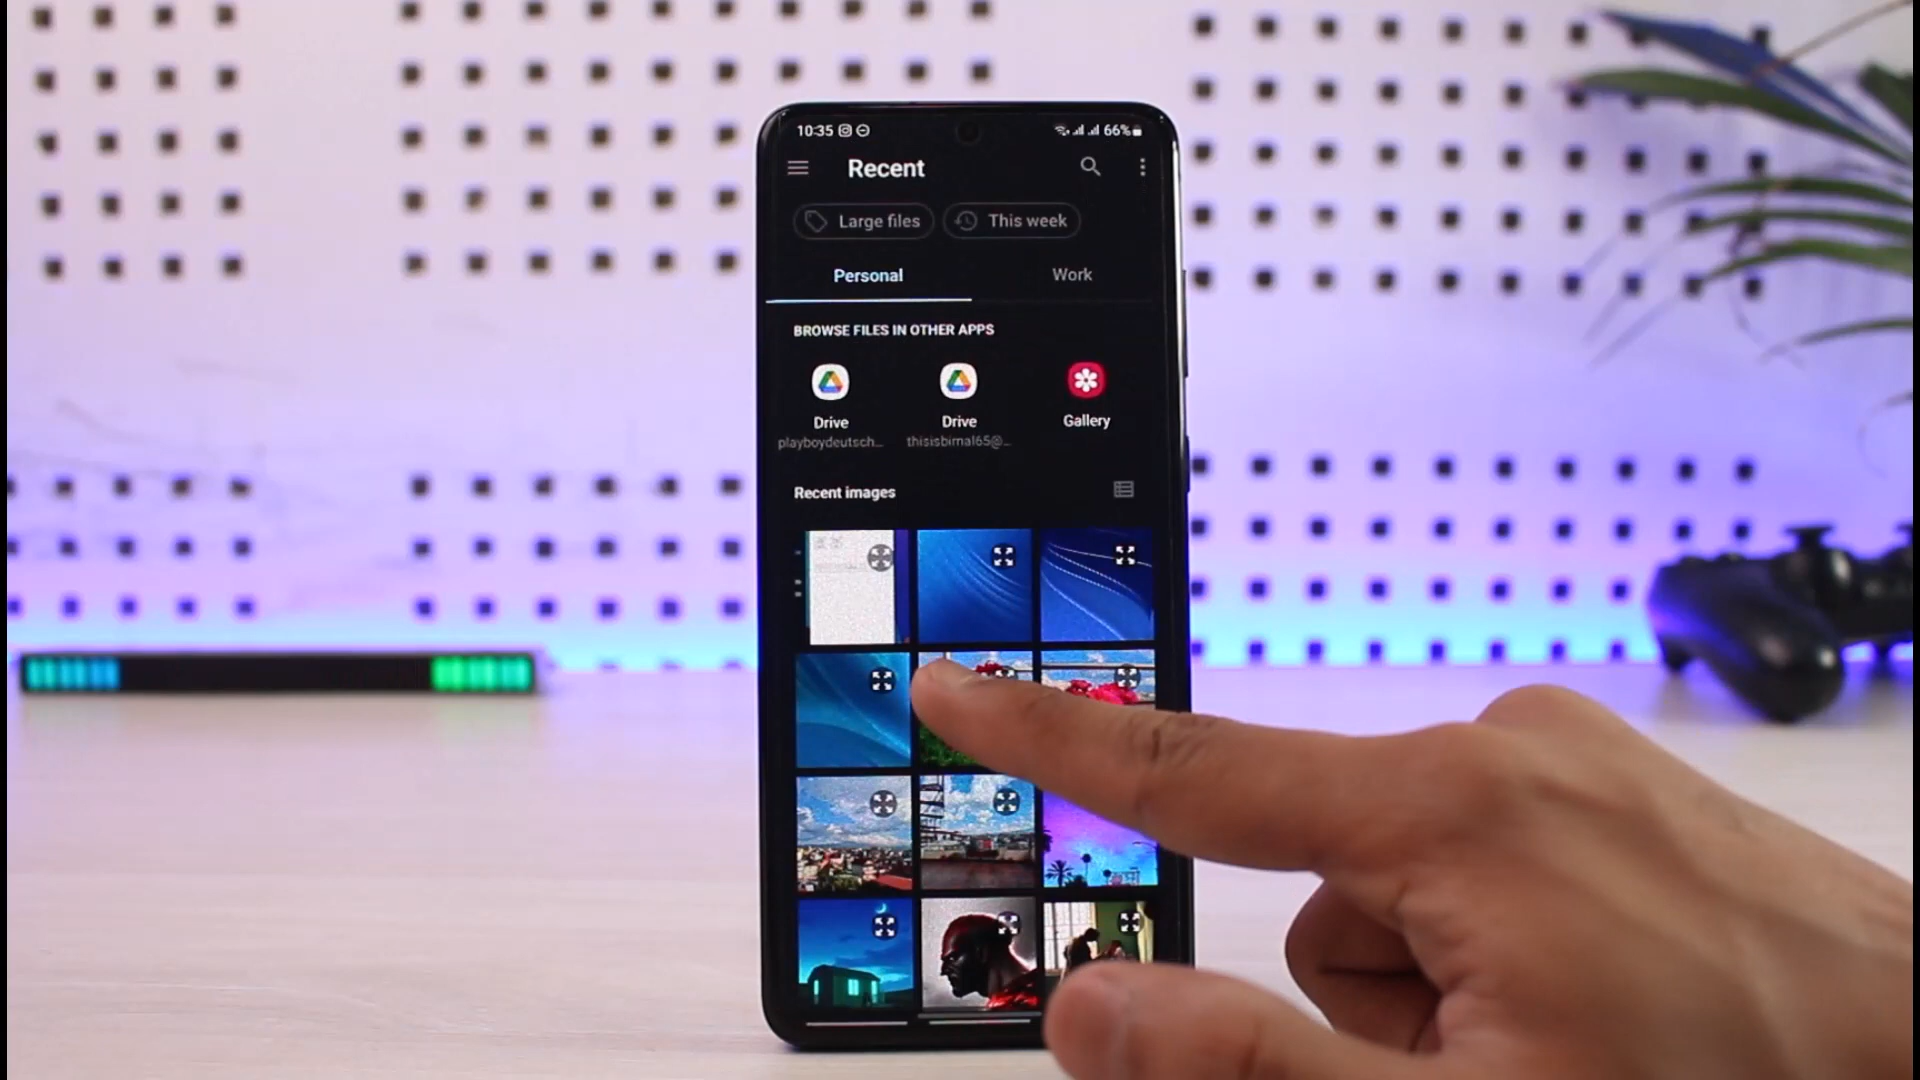 10:35 66%
Recent
Large files This week
Personal Work
BROWSE FILES IN OTHER APPS
Drive Drive Gallery
playboydeutsch... thisisbimal65@...
Recent images